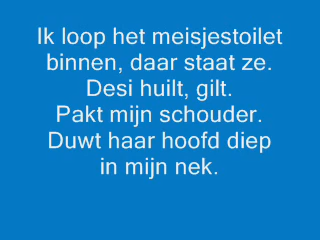 Ik loop het meisjestoilet
binnen, daar staat ze.
Desi huilt, gilt.
Pakt mijn schouder.
Duwt haar hoofd diep
in mijn nek.